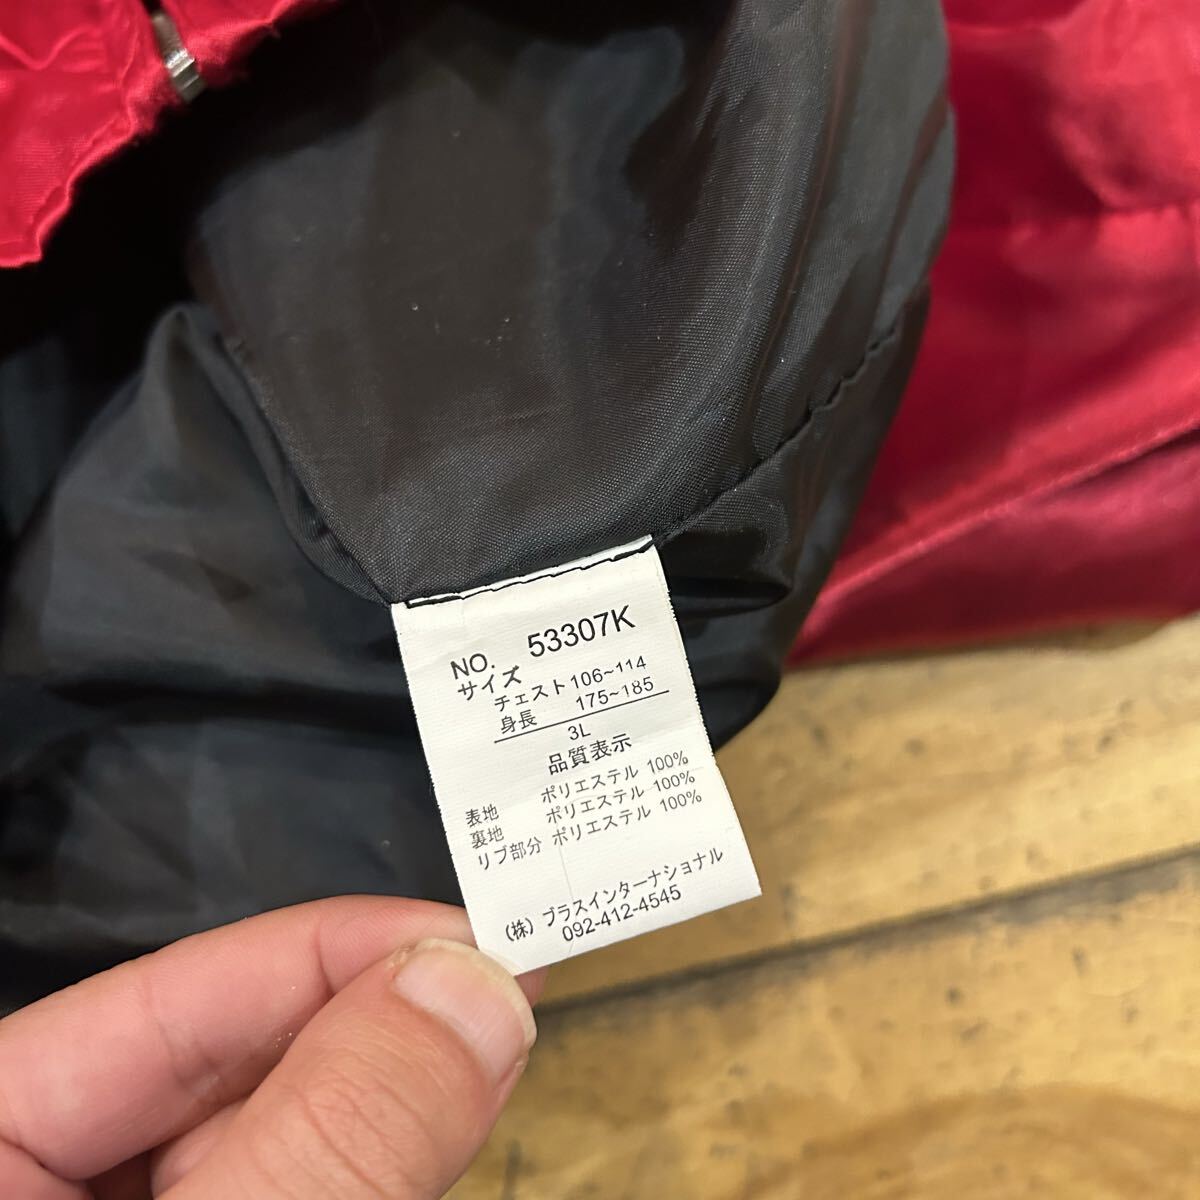 NO. 53307K
サイズ
チェスト 106~114
身長 175~185
3L
品質表示
表地 ポリエステル 100%
裏地 ポリエステル 100%
リブ部分 ポリエステル 100%
(株) プラスインターナショナル
092-412-4545